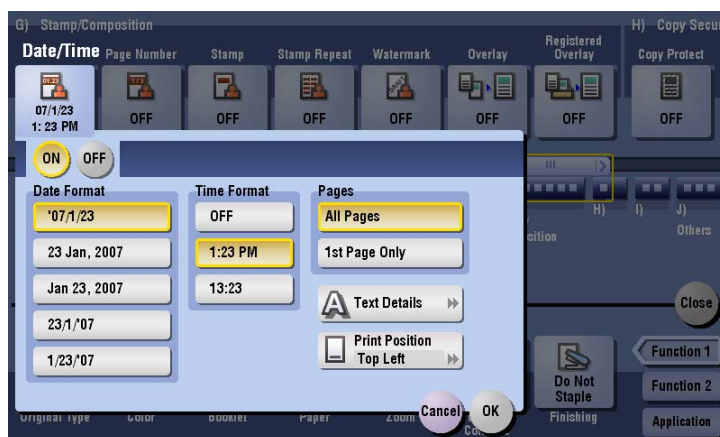 G) Stamp/Composition
H) Copy Secu
Date/Time
Page Number
Stamp
Stamp Repeat
Watermark
Overlay
Registered
Overlay
Copy Protect
07/1/23
1: 23 PM
OFF
OFF
OFF
OFF
OFF
OFF
OFF
ON
OFF
Date Format
Time Format
Pages
'07/1/23
OFF
All Pages
23 Jan, 2007
1:23 PM
1st Page Only
Jan 23, 2007
13:23
Text Details
23/1/'07
Print Position
Top Left
1/23/'07
H)
I)
J)
Others
Close
Function 1
Do Not
Staple
Function 2
Cancel
OK
Original Type
Color
Booklet
Paper
Zoom
Finishing
Application